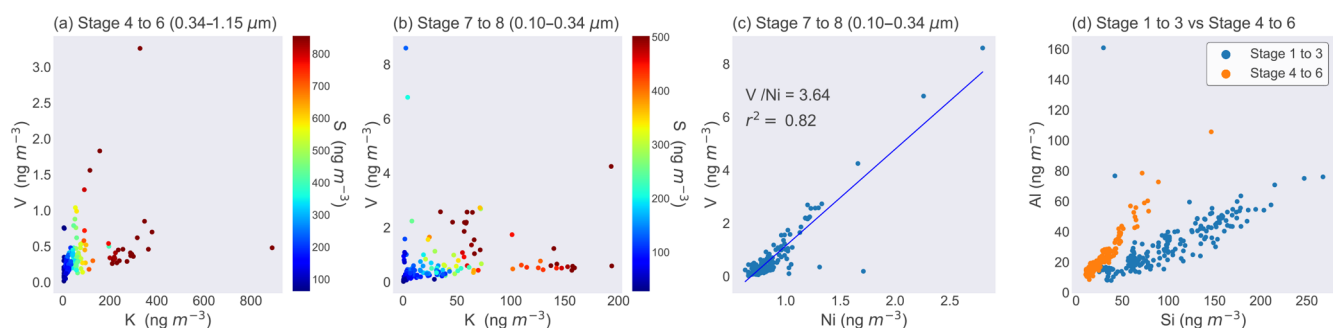 (a) Stage 4 to 6 (0.34–1.15 μm)
V (ng m⁻³)
3.0
2.5
2.0
1.5
1.0
0.5
0.0
0 200 400 600 800
K (ng m⁻³)
800
700
600
500
400
300
200
100
S (ng m⁻³)
(b) Stage 7 to 8 (0.10–0.34 μm)
V (ng m⁻³)
8
6
4
2
0
0 50 100 150 200
K (ng m⁻³)
500
400
300
200
100
S (ng m⁻³)
(c) Stage 7 to 8 (0.10–0.34 μm)
V /Ni = 3.64
r² = 0.82
V (ng m⁻³)
8
6
4
2
0
1.0 1.5 2.0 2.5
Ni (ng m⁻³)
(d) Stage 1 to 3 vs Stage 4 to 6
Stage 1 to 3
Stage 4 to 6
Al (ng m⁻³)
160
140
120
100
80
60
40
20
0
0 50 100 150 200 250
Si (ng m⁻³)